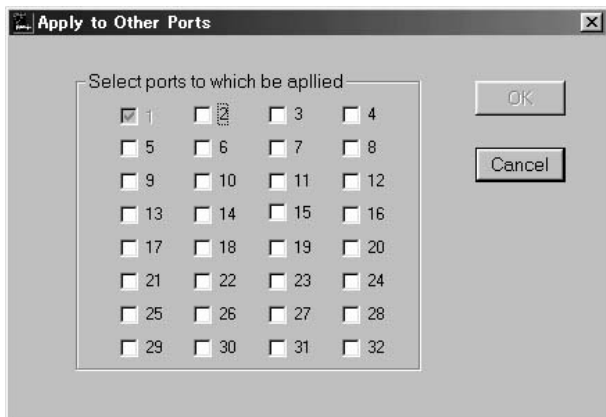 Apply to Other Ports
Select ports to which be apllied
OK
1 2 3 4
5 6 7 8
Cancel
9 10 11 12
13 14 15 16
17 18 19 20
21 22 23 24
25 26 27 28
29 30 31 32